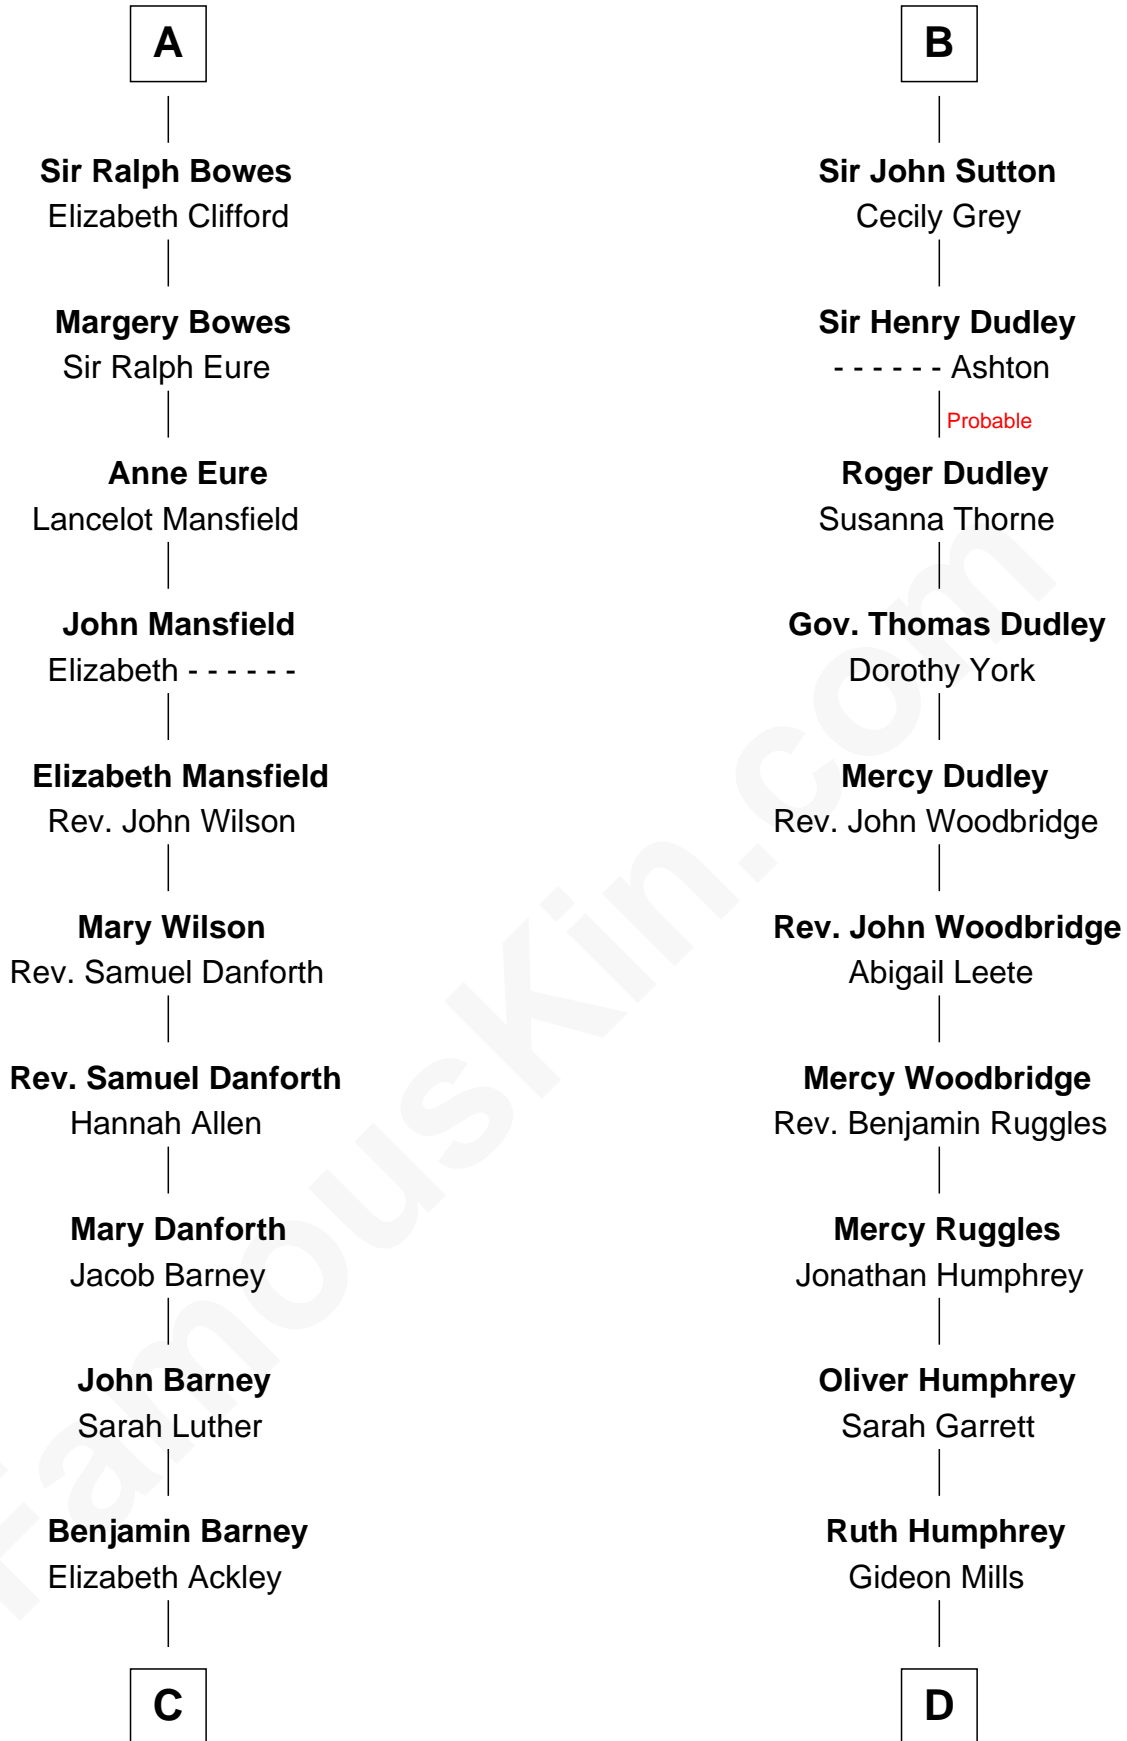 A
Sir Ralph Bowes
Elizabeth Clifford
Margery Bowes
Sir Ralph Eure
Anne Eure
Lancelot Mansfield
John Mansfield
Elizabeth - - - - - -
Elizabeth Mansfield
Rev. John Wilson
Mary Wilson
Rev. Samuel Danforth
Rev. Samuel Danforth
Hannah Allen
Mary Danforth
Jacob Barney
John Barney
Sarah Luther
Benjamin Barney
Elizabeth Ackley
C
B
Sir John Sutton
Cecily Grey
Sir Henry Dudley
- - - - - - Ashton
Probable
Roger Dudley
Susanna Thorne
Gov. Thomas Dudley
Dorothy York
Mercy Dudley
Rev. John Woodbridge
Rev. John Woodbridge
Abigail Leete
Mercy Woodbridge
Rev. Benjamin Ruggles
Mercy Ruggles
Jonathan Humphrey
Oliver Humphrey
Sarah Garrett
Ruth Humphrey
Gideon Mills
D
FamousKin.com